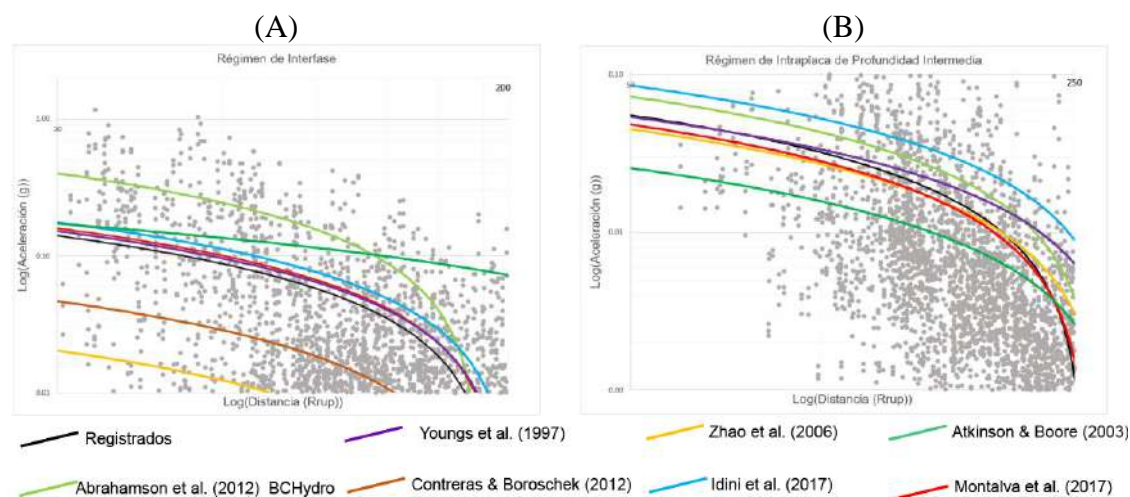 (A)
(B)
Régimen de Interfase
200
1.00
30
0.10
0.01
Log(Aceleración (g))
Log(Distancia (Rrup))
Régimen de Intraplaca de Profundidad Intermedia
0.10
250
0.01
0.00
Log(Aceleración (g))
Log(Distancia (Rrup))
Registrados
Youngs et al. (1997)
Zhao et al. (2006)
Atkinson & Boore (2003)
Abrahamson et al. (2012) BCHydro
Contreras & Boroschek (2012)
Idini et al. (2017)
Montalva et al. (2017)